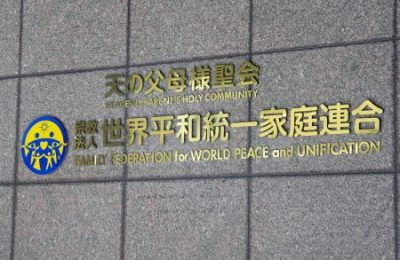 天の父母様聖会
HEAVENLY PARENT'S HOLY COMMUNITY
宗教法人 世界平和統一家庭連合
FAMILY FEDERATION for WORLD PEACE and UNIFICATION